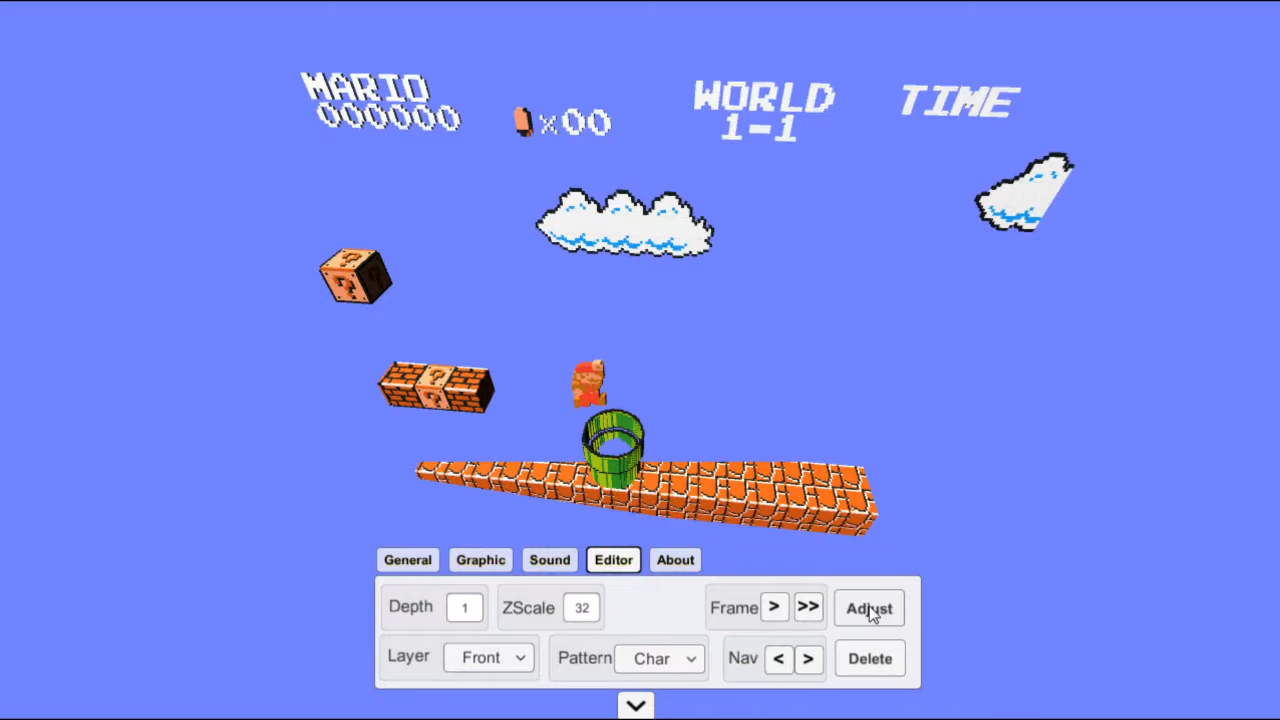 MARIO WORLD TIME
000000 ×00 1-1
?
? ?
?
?
General Graphic Sound Editor About
Depth 1 ZScale 32 Frame > >> Adjust
Layer Front Pattern Char Nav < > Delete